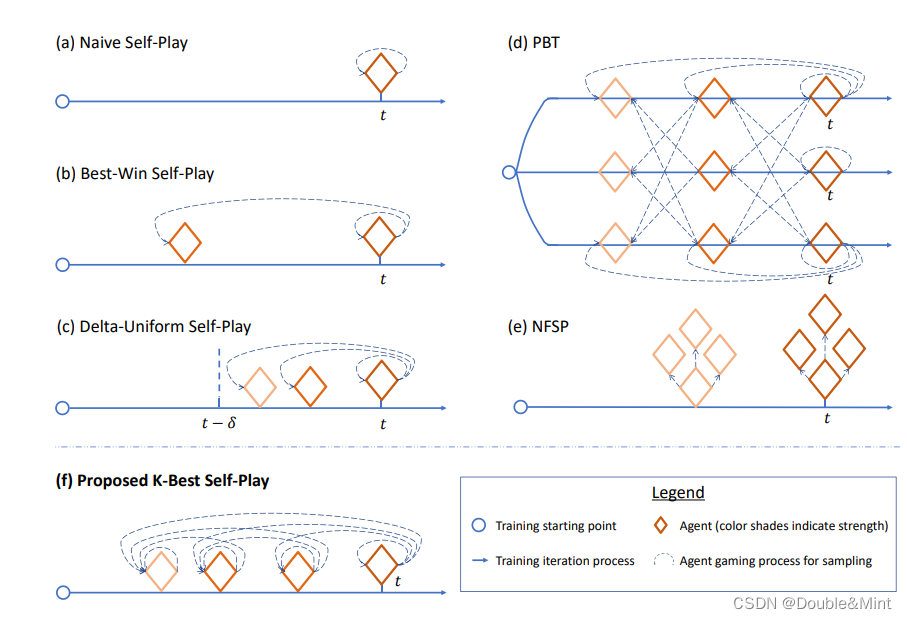 (a) Naive Self-Play
t
(b) Best-Win Self-Play
t
(c) Delta-Uniform Self-Play
t − δ
t
(d) PBT
t
t
t
(e) NFSP
t
(f) Proposed K-Best Self-Play
t
Legend
Training starting point
Agent (color shades indicate strength)
Training iteration process
Agent gaming process for sampling
CSDN @Double&Mint